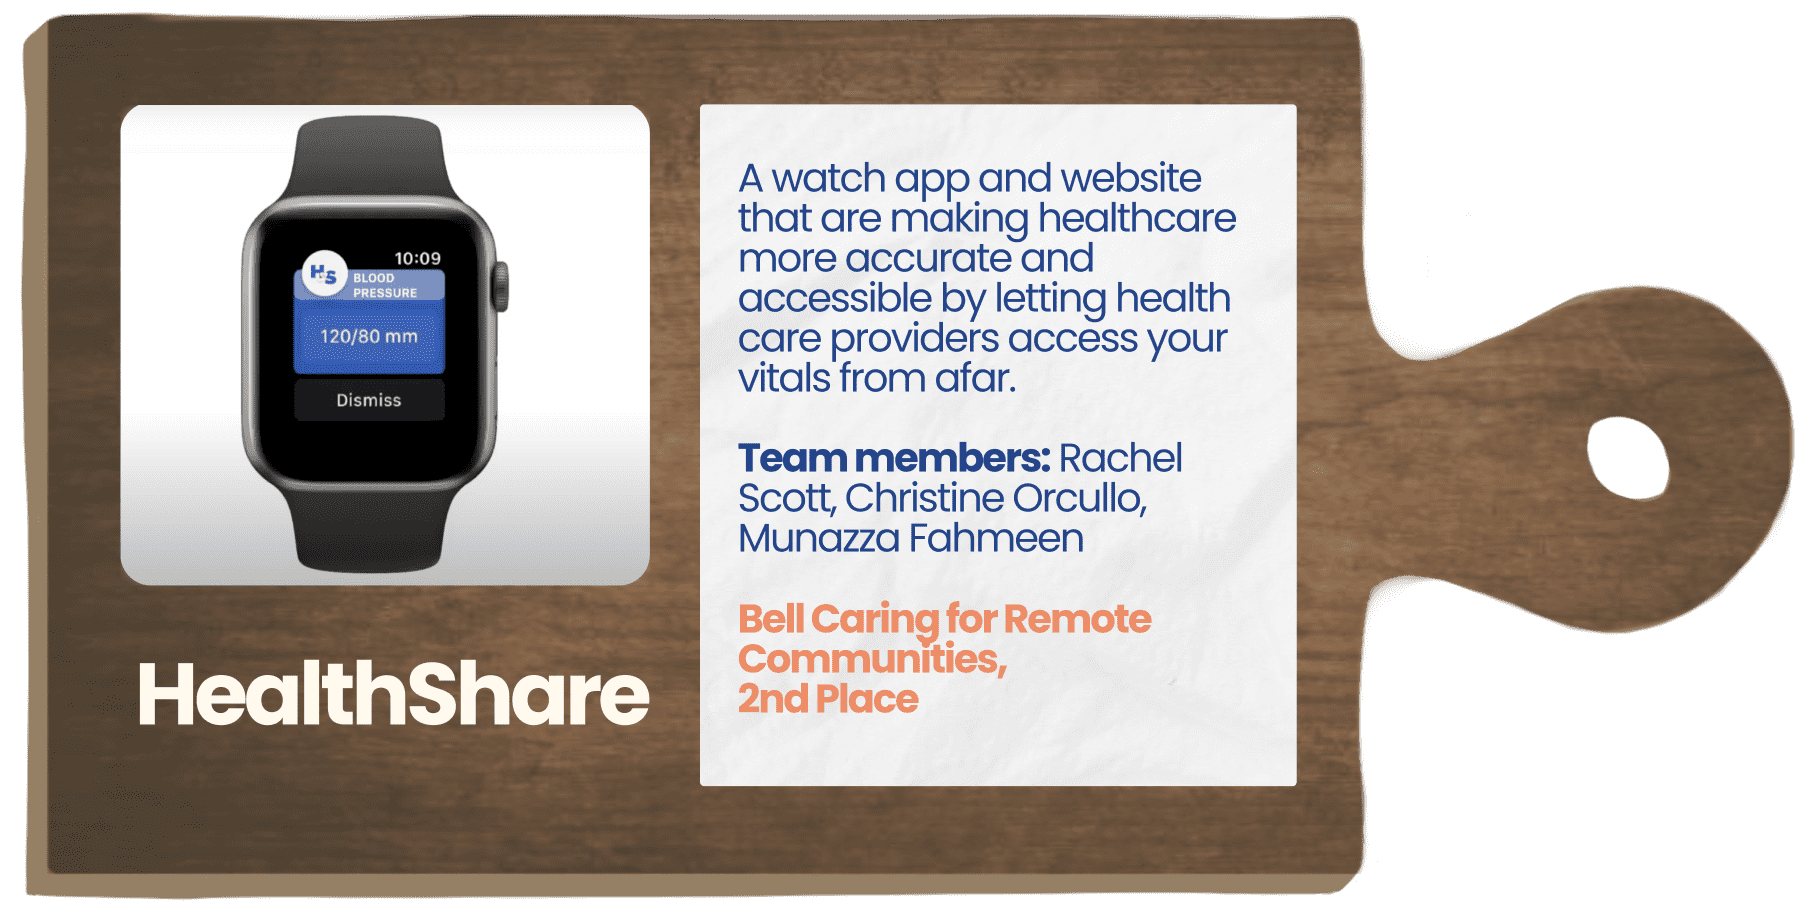 10:09
HS
BLOOD
PRESSURE
120/80 mm
Dismiss
HealthShare
A watch app and website
that are making healthcare
more accurate and
accessible by letting health
care providers access your
vitals from afar.
Team members: Rachel
Scott, Christine Orcullo,
Munazza Fahmeen
Bell Caring for Remote
Communities,
2nd Place